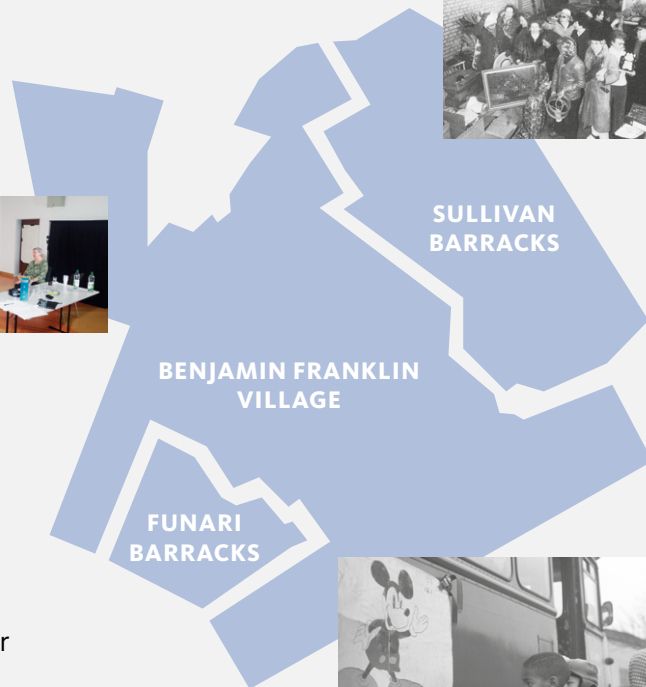 SULLIVAN
BARRACKS
BENJAMIN FRANKLIN
VILLAGE
FUNARI
BARRACKS
r